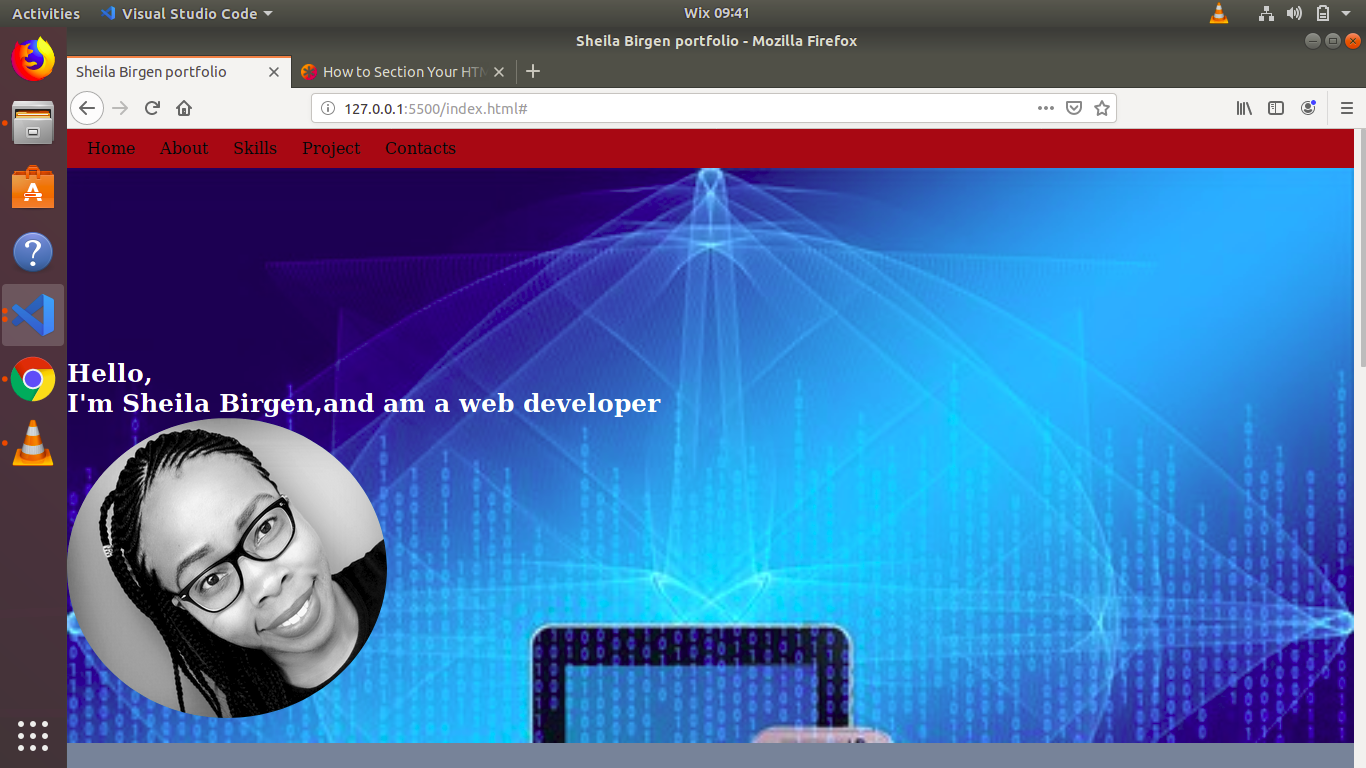 Activities Visual Studio Code Wix 09:41
Sheila Birgen portfolio - Mozilla Firefox
Sheila Birgen portfolio How to Section Your HTM
127.0.0.1:5500/index.html#
Home About Skills Project Contacts
Hello,
I'm Sheila Birgen,and am a web developer